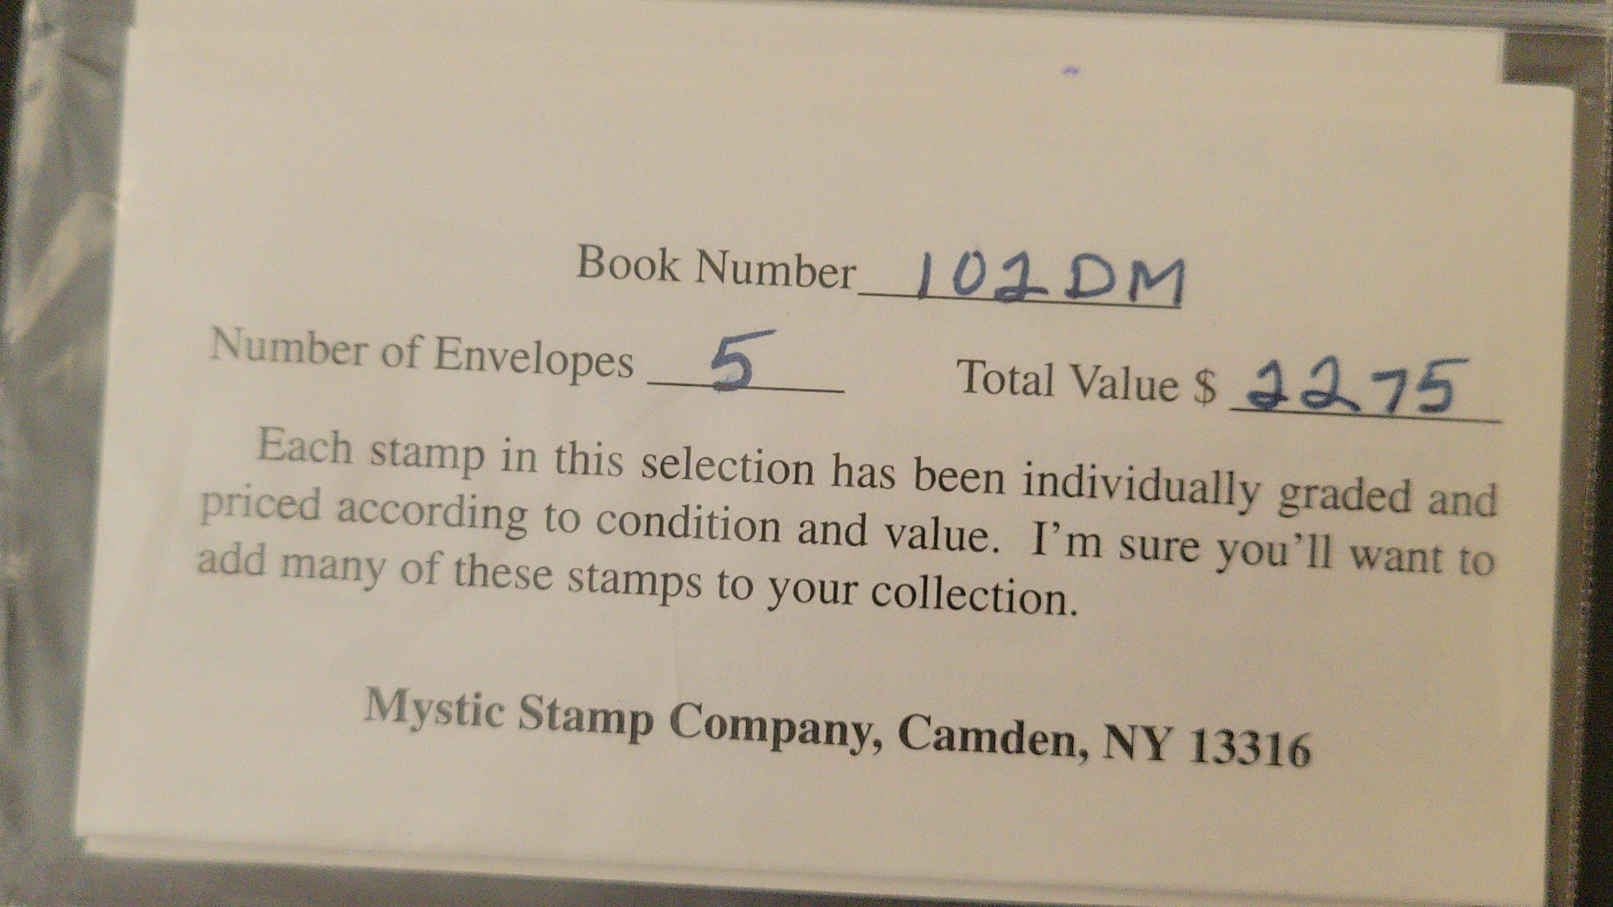 Book Number 102DM
Number of Envelopes 5 Total Value $ 2275
Each stamp in this selection has been individually graded and
priced according to condition and value. I'm sure you'll want to
add many of these stamps to your collection.
Mystic Stamp Company, Camden, NY 13316